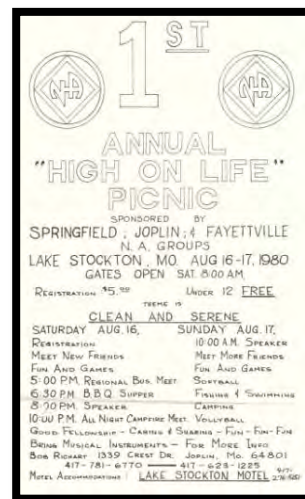 1ST
NA NA
ANNUAL
"HIGH ON LIFE"
PICNIC
SPONSORED BY
SPRINGFIELD; JOPLIN; & FAYETTVILLE
N.A. GROUPS
LAKE STOCKTON, MO. AUG 16-17, 1980
GATES OPEN SAT. 8:00 AM
REGISTRATION $5.00 UNDER 12 FREE
THEME IS
CLEAN AND SERENE
SATURDAY AUG.16, SUNDAY AUG. 17,
REGISTRATION 10:00 A.M. SPEAKER
MEET NEW FRIENDS MEET MORE FRIENDS
FUN AND GAMES FUN AND GAMES
5:00 P.M. REGIONAL BUS. MEET. SOFTBALL
6:30 P.M. B.B.Q. SUPPER FISHING & SWIMMING
8:00 P.M. SPEAKER CAMPING
10:00 P.M. ALL NIGHT CAMPFIRE MEET. VOLLYBALL
GOOD FELLOWSHIP - CARING & SHARING - FUN-FUN-FUN
BRING MUSICAL INSTRUMENTS - FOR MORE INFO
BOB RICHART 1339 CREST DR. JOPLIN, MO. 64801
417-781-6770 — 417-623-1225
MOTEL ACCOMMODATIONS LAKE STOCKTON MOTEL